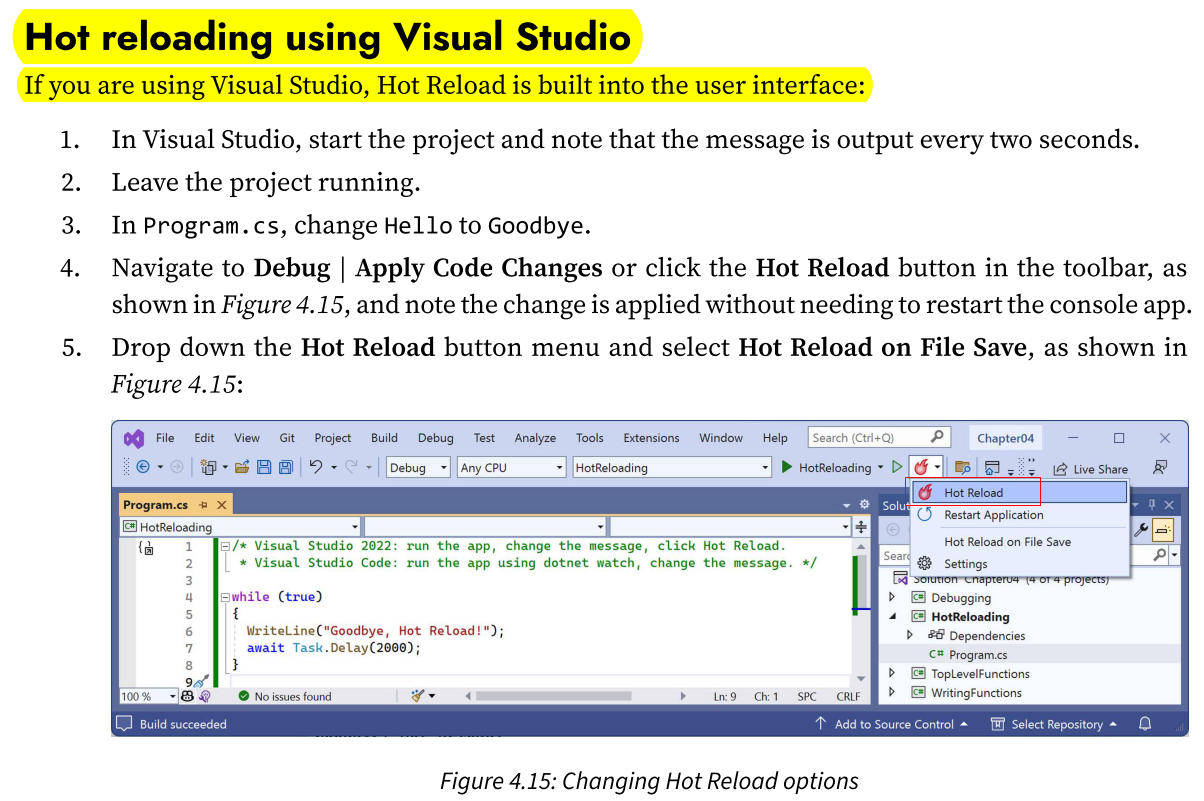 Hot reloading using Visual Studio
If you are using Visual Studio, Hot Reload is built into the user interface:
1. In Visual Studio, start the project and note that the message is output every two seconds.
2. Leave the project running.
3. In Program.cs, change Hello to Goodbye.
4. Navigate to Debug | Apply Code Changes or click the Hot Reload button in the toolbar, as
shown in Figure 4.15, and note the change is applied without needing to restart the console app.
5. Drop down the Hot Reload button menu and select Hot Reload on File Save, as shown in
Figure 4.15:
File Edit View Git Project Build Debug Test Analyze Tools Extensions Window Help Search (Ctrl+Q) Chapter04
Debug Any CPU HotReloading HotReloading Live Share
Hot Reload
Restart Application
Hot Reload on File Save
Settings
Program.cs
C# HotReloading
1 /* Visual Studio 2022: run the app, change the message, click Hot Reload.
2 * Visual Studio Code: run the app using dotnet watch, change the message. */
3
4 while (true)
5 {
6 WriteLine("Goodbye, Hot Reload!");
7 await Task.Delay(2000);
8 }
9
100 % No issues found Ln: 9 Ch: 1 SPC CRLF
Solut
Searc
Solution 'Chapter04' (4 of 4 projects)
C# Debugging
C# HotReloading
Dependencies
C# Program.cs
C# TopLevelFunctions
C# WritingFunctions
Build succeeded Add to Source Control Select Repository
Figure 4.15: Changing Hot Reload options